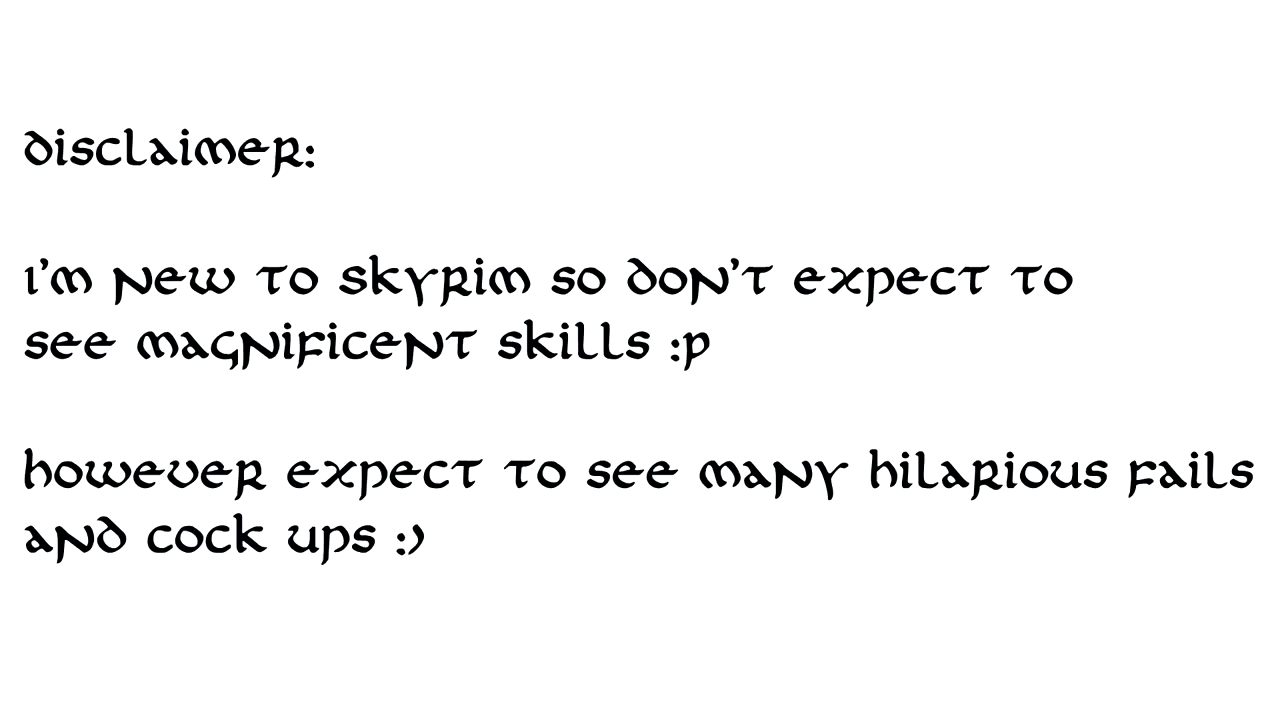 disclaimer:
i'm new to skyrim so don't expect to
see magnificent skills :p
however expect to see many hilarious fails
and cock ups :)